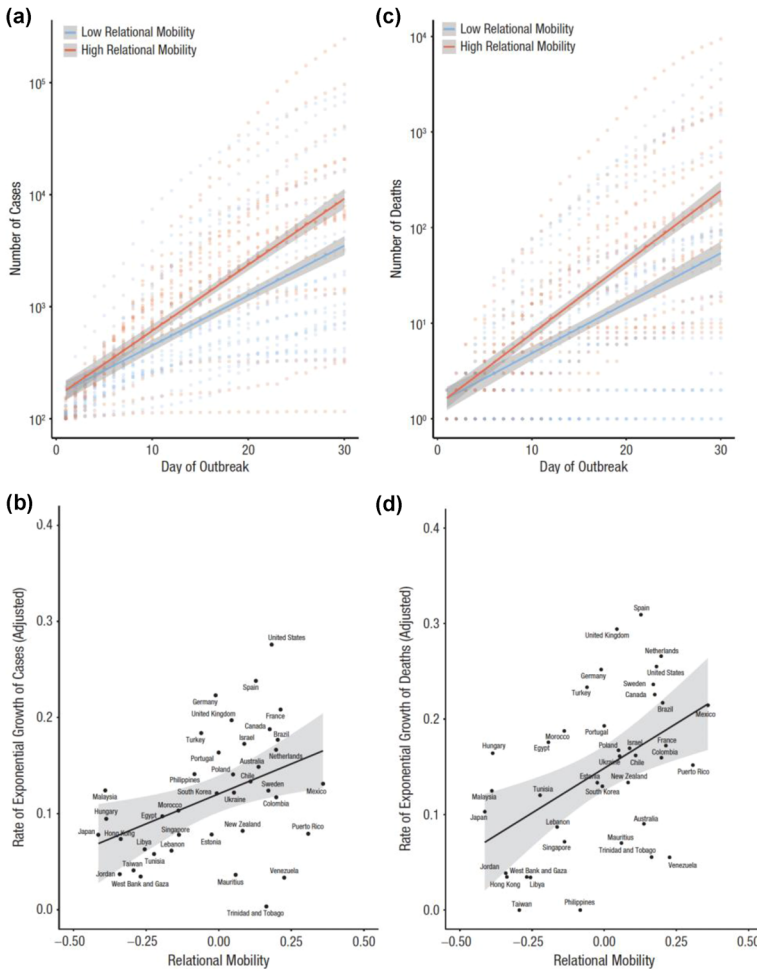 (a)
Low Relational Mobility
High Relational Mobility
10^5
10^4
10^3
10^2
Number of Cases
0 10 20 30
Day of Outbreak
(c)
Low Relational Mobility
High Relational Mobility
10^4
10^3
10^2
10^1
10^0
Number of Deaths
0 10 20 30
Day of Outbreak
(b)
0.4
0.3
0.2
0.1
0.0
Rate of Exponential Growth of Cases (Adjusted)
United States
Spain
Germany
France
United Kingdom
Canada
Turkey
Israel
Brazil
Portugal
Netherlands
Australia
Philippines
Poland
Chile
Sweden
Mexico
Malaysia
South Korea
Ukraine
Colombia
Morocco
Hungary
Egypt
Japan
Hong Kong
Singapore
New Zealand
Puerto Rico
Estonia
Libya
Lebanon
Taiwan
Tunisia
Jordan
West Bank and Gaza
Mauritius
Venezuela
Trinidad and Tobago
−0.50 −0.25 0.00 0.25 0.50
Relational Mobility
(d)
0.4
0.3
0.2
0.1
0.0
Rate of Exponential Growth of Deaths (Adjusted)
Spain
United Kingdom
Netherlands
Germany
United States
Sweden
Turkey
Canada
Brazil
Mexico
Portugal
Morocco
Egypt
Hungary
Poland
Israel
France
Ukraine
Chile
Colombia
Puerto Rico
Estonia
New Zealand
South Korea
Malaysia
Tunisia
Japan
Lebanon
Australia
Singapore
Mauritius
Trinidad and Tobago
Venezuela
Jordan
West Bank and Gaza
Hong Kong
Libya
Taiwan
Philippines
−0.50 −0.25 0.00 0.25 0.50
Relational Mobility